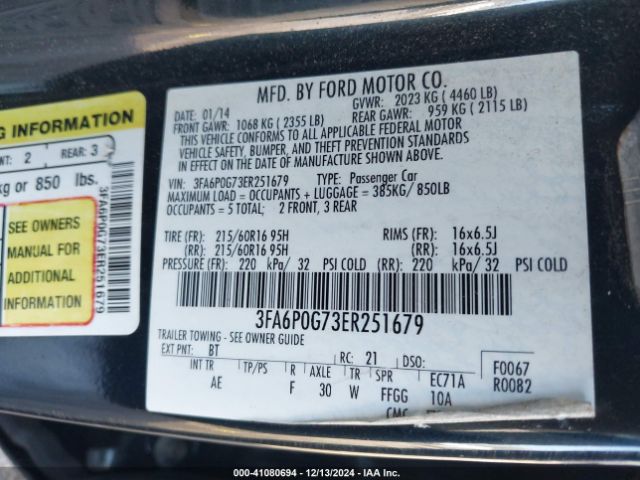 MFD. BY FORD MOTOR CO.
DATE: 01/14 GVWR: 2023 KG ( 4460 LB)
FRONT GAWR: 1068 KG ( 2355 LB) REAR GAWR: 959 KG ( 2115 LB)
THIS VEHICLE CONFORMS TO ALL APPLICABLE FEDERAL MOTOR
VEHICLE SAFETY, BUMPER, AND THEFT PREVENTION STANDARDS
IN EFFECT ON THE DATE OF MANUFACTURE SHOWN ABOVE.
VIN: 3FA6P0G73ER251679 TYPE: Passenger Car
MAXIMUM LOAD = OCCUPANTS + LUGGAGE = 385KG/ 850LB
OCCUPANTS = 5 TOTAL; 2 FRONT, 3 REAR
TIRE (FR): 215/60R16 95H RIMS (FR): 16x6.5J
(RR): 215/60R16 95H (RR): 16x6.5J
PRESSURE (FR): 220 kPa/ 32 PSI COLD (RR): 220 kPa/ 32 PSI COLD
3FA6P0G73ER251679
TRAILER TOWING - SEE OWNER GUIDE
EXT PNT: BT RC: 21 DSO: F0067
INT TR TP/PS R AXLE TR SPR EC71A R0082
AE F 30 W FFGG 10A
G INFORMATION
NT: 2 REAR: 3
kg or 850 lbs.
SEE OWNERS
MANUAL FOR
ADDITIONAL
INFORMATION
3FA6P0G73ER251679
000-41080694 - 12/13/2024 - IAA Inc.